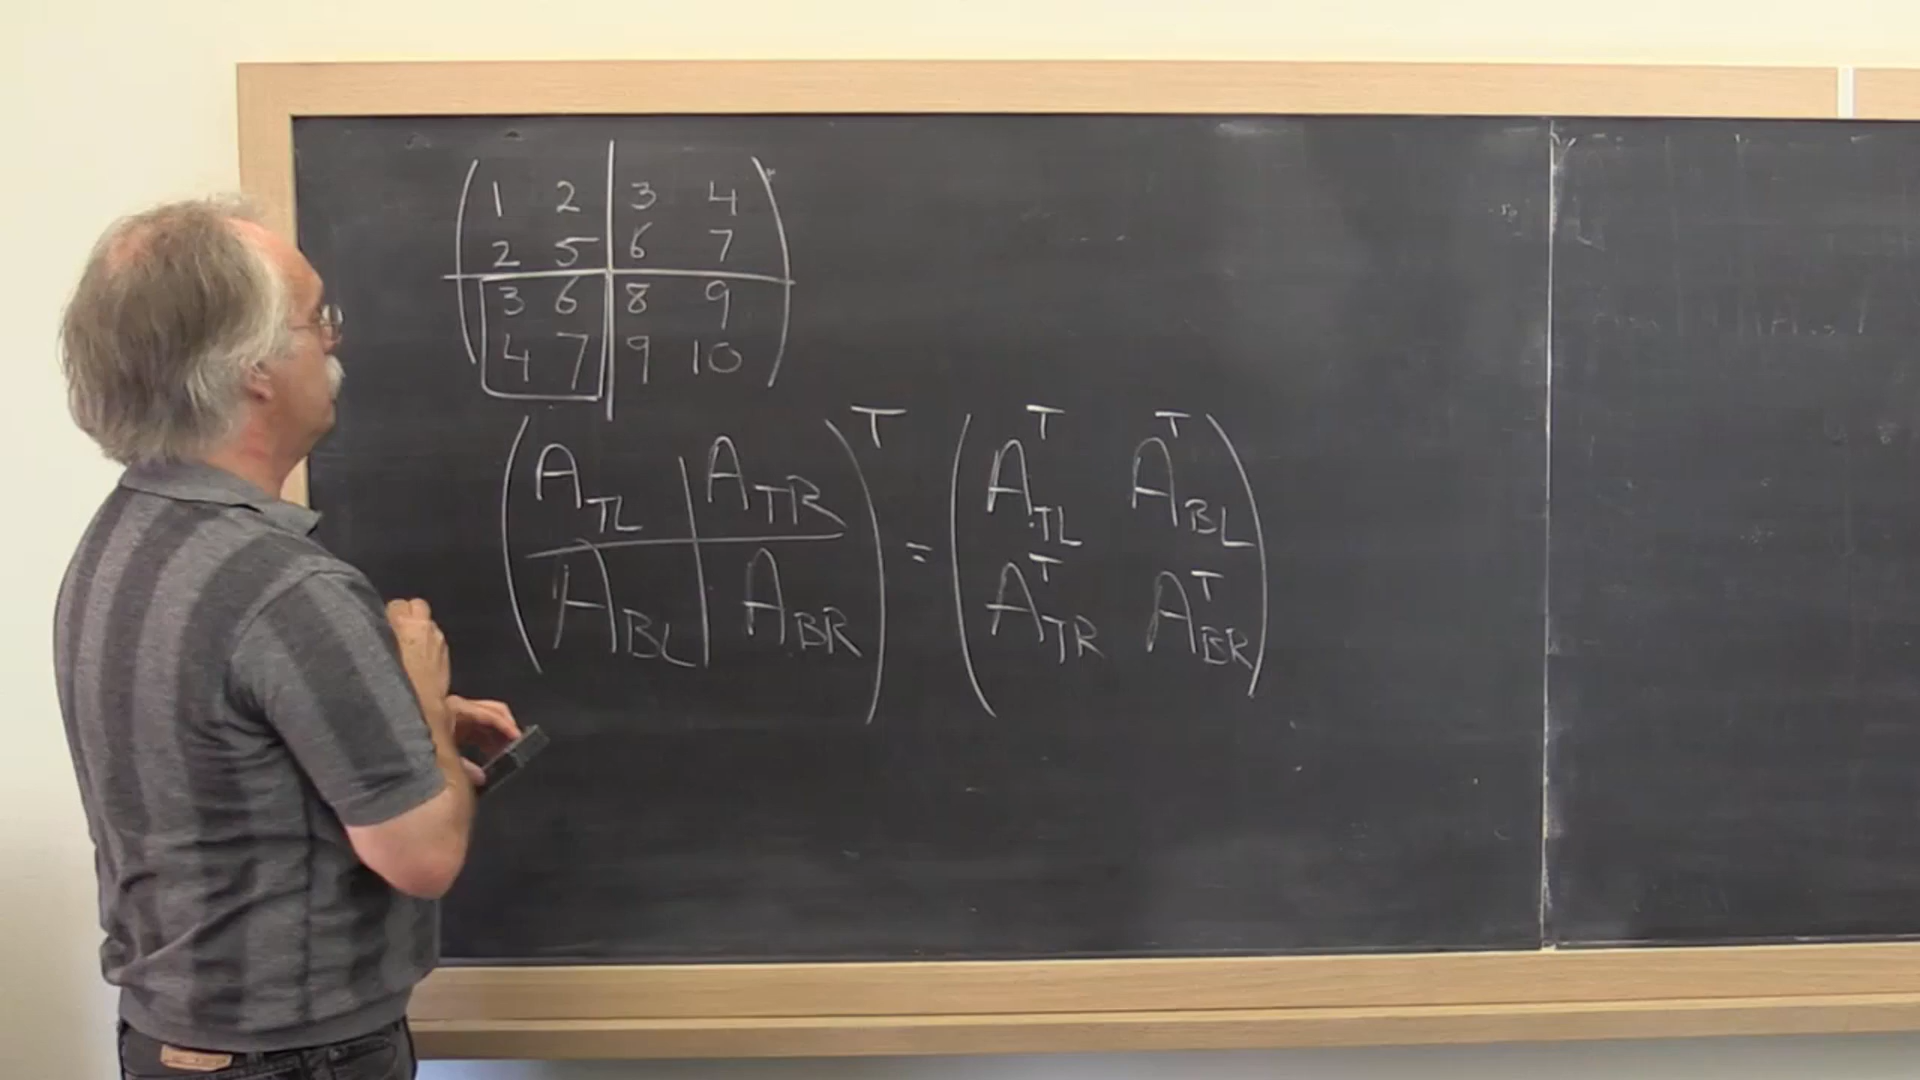 1 2 3 4
2 5 6 7
3 6 8 9
4 7 9 10
( A_TL A_TR )^T = ( A_TL^T A_BL^T )
( A_BL A_BR ) ( A_TR^T A_BR^T )